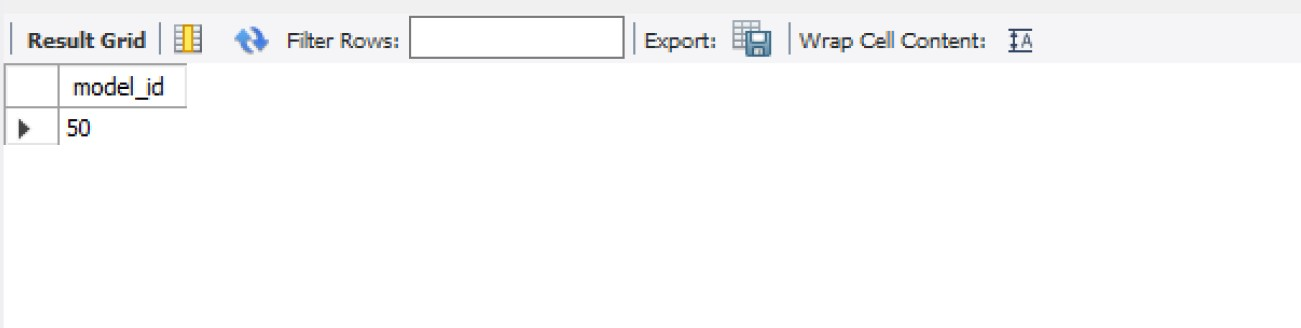 Result Grid Filter Rows: Export: Wrap Cell Content: A
model_id
50